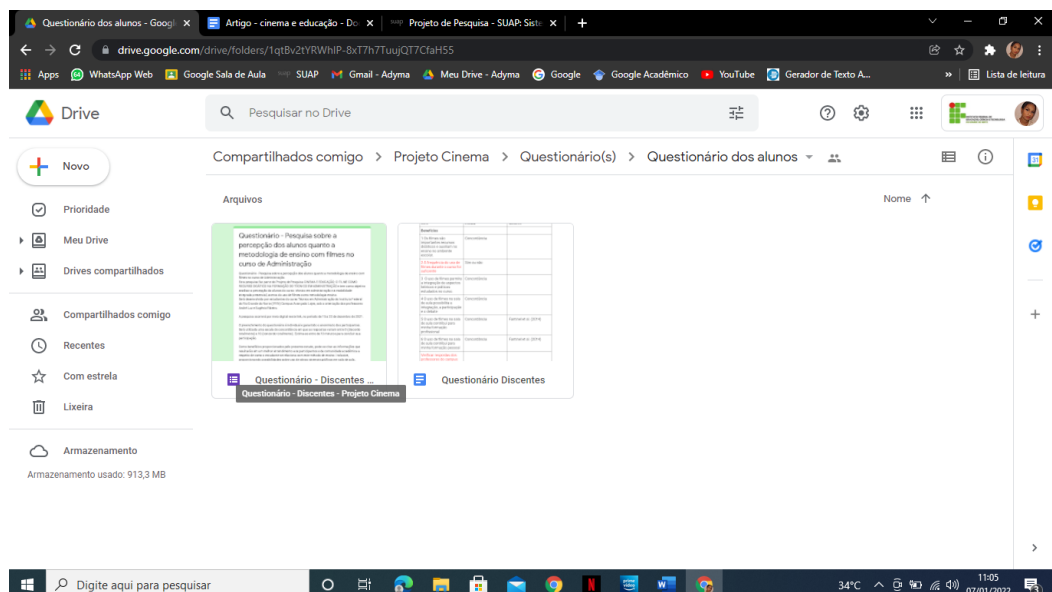 Questionário dos alunos - Googl
Artigo - cinema e educação - Do
Projeto de Pesquisa - SUAP: Siste
drive.google.com/drive/folders/1qtBv2tYRWhIP-8xT7h7TuujQT7CfaH55
Apps
WhatsApp Web
Google Sala de Aula
SUAP
Gmail - Adyma
Meu Drive - Adyma
Google
Google Acadêmico
YouTube
Gerador de Texto A...
»
Lista de leitura
Drive
Pesquisar no Drive
Novo
Compartilhados comigo > Projeto Cinema > Questionário(s) > Questionário dos alunos
Prioridade
Meu Drive
Drives compartilhados
Compartilhados comigo
Recentes
Com estrela
Lixeira
Armazenamento
Armazenamento usado: 913,3 MB
Arquivos
Nome
Questionário - Pesquisa sobre a
percepção dos alunos quanto a
metodologia de ensino com filmes no
curso de Administração
Questionário - Discentes ...
Questionário - Discentes - Projeto Cinema
Questionário Discentes
Digite aqui para pesquisar
34°C
11:05
07/01/2022